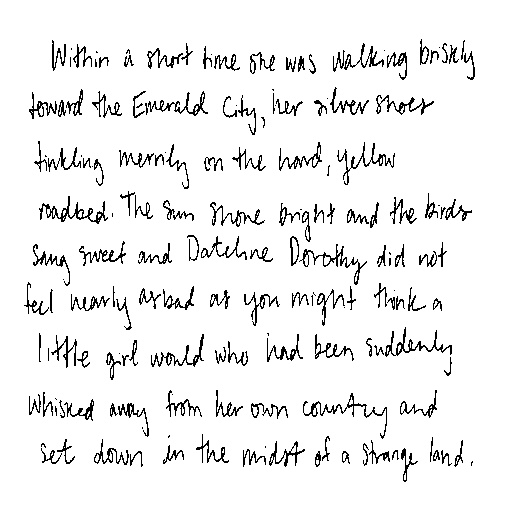 Within a short time she was walking briskly
toward the Emerald City, her silver shoes
tinkling merrily on the hard, yellow
roadbed. The sun shone bright and the birds
sang sweet and Dateline Dorothy did not
feel nearly as bad as you might think a
little girl would who had been suddenly
whisked away from her own country and
set down in the midst of a strange land.